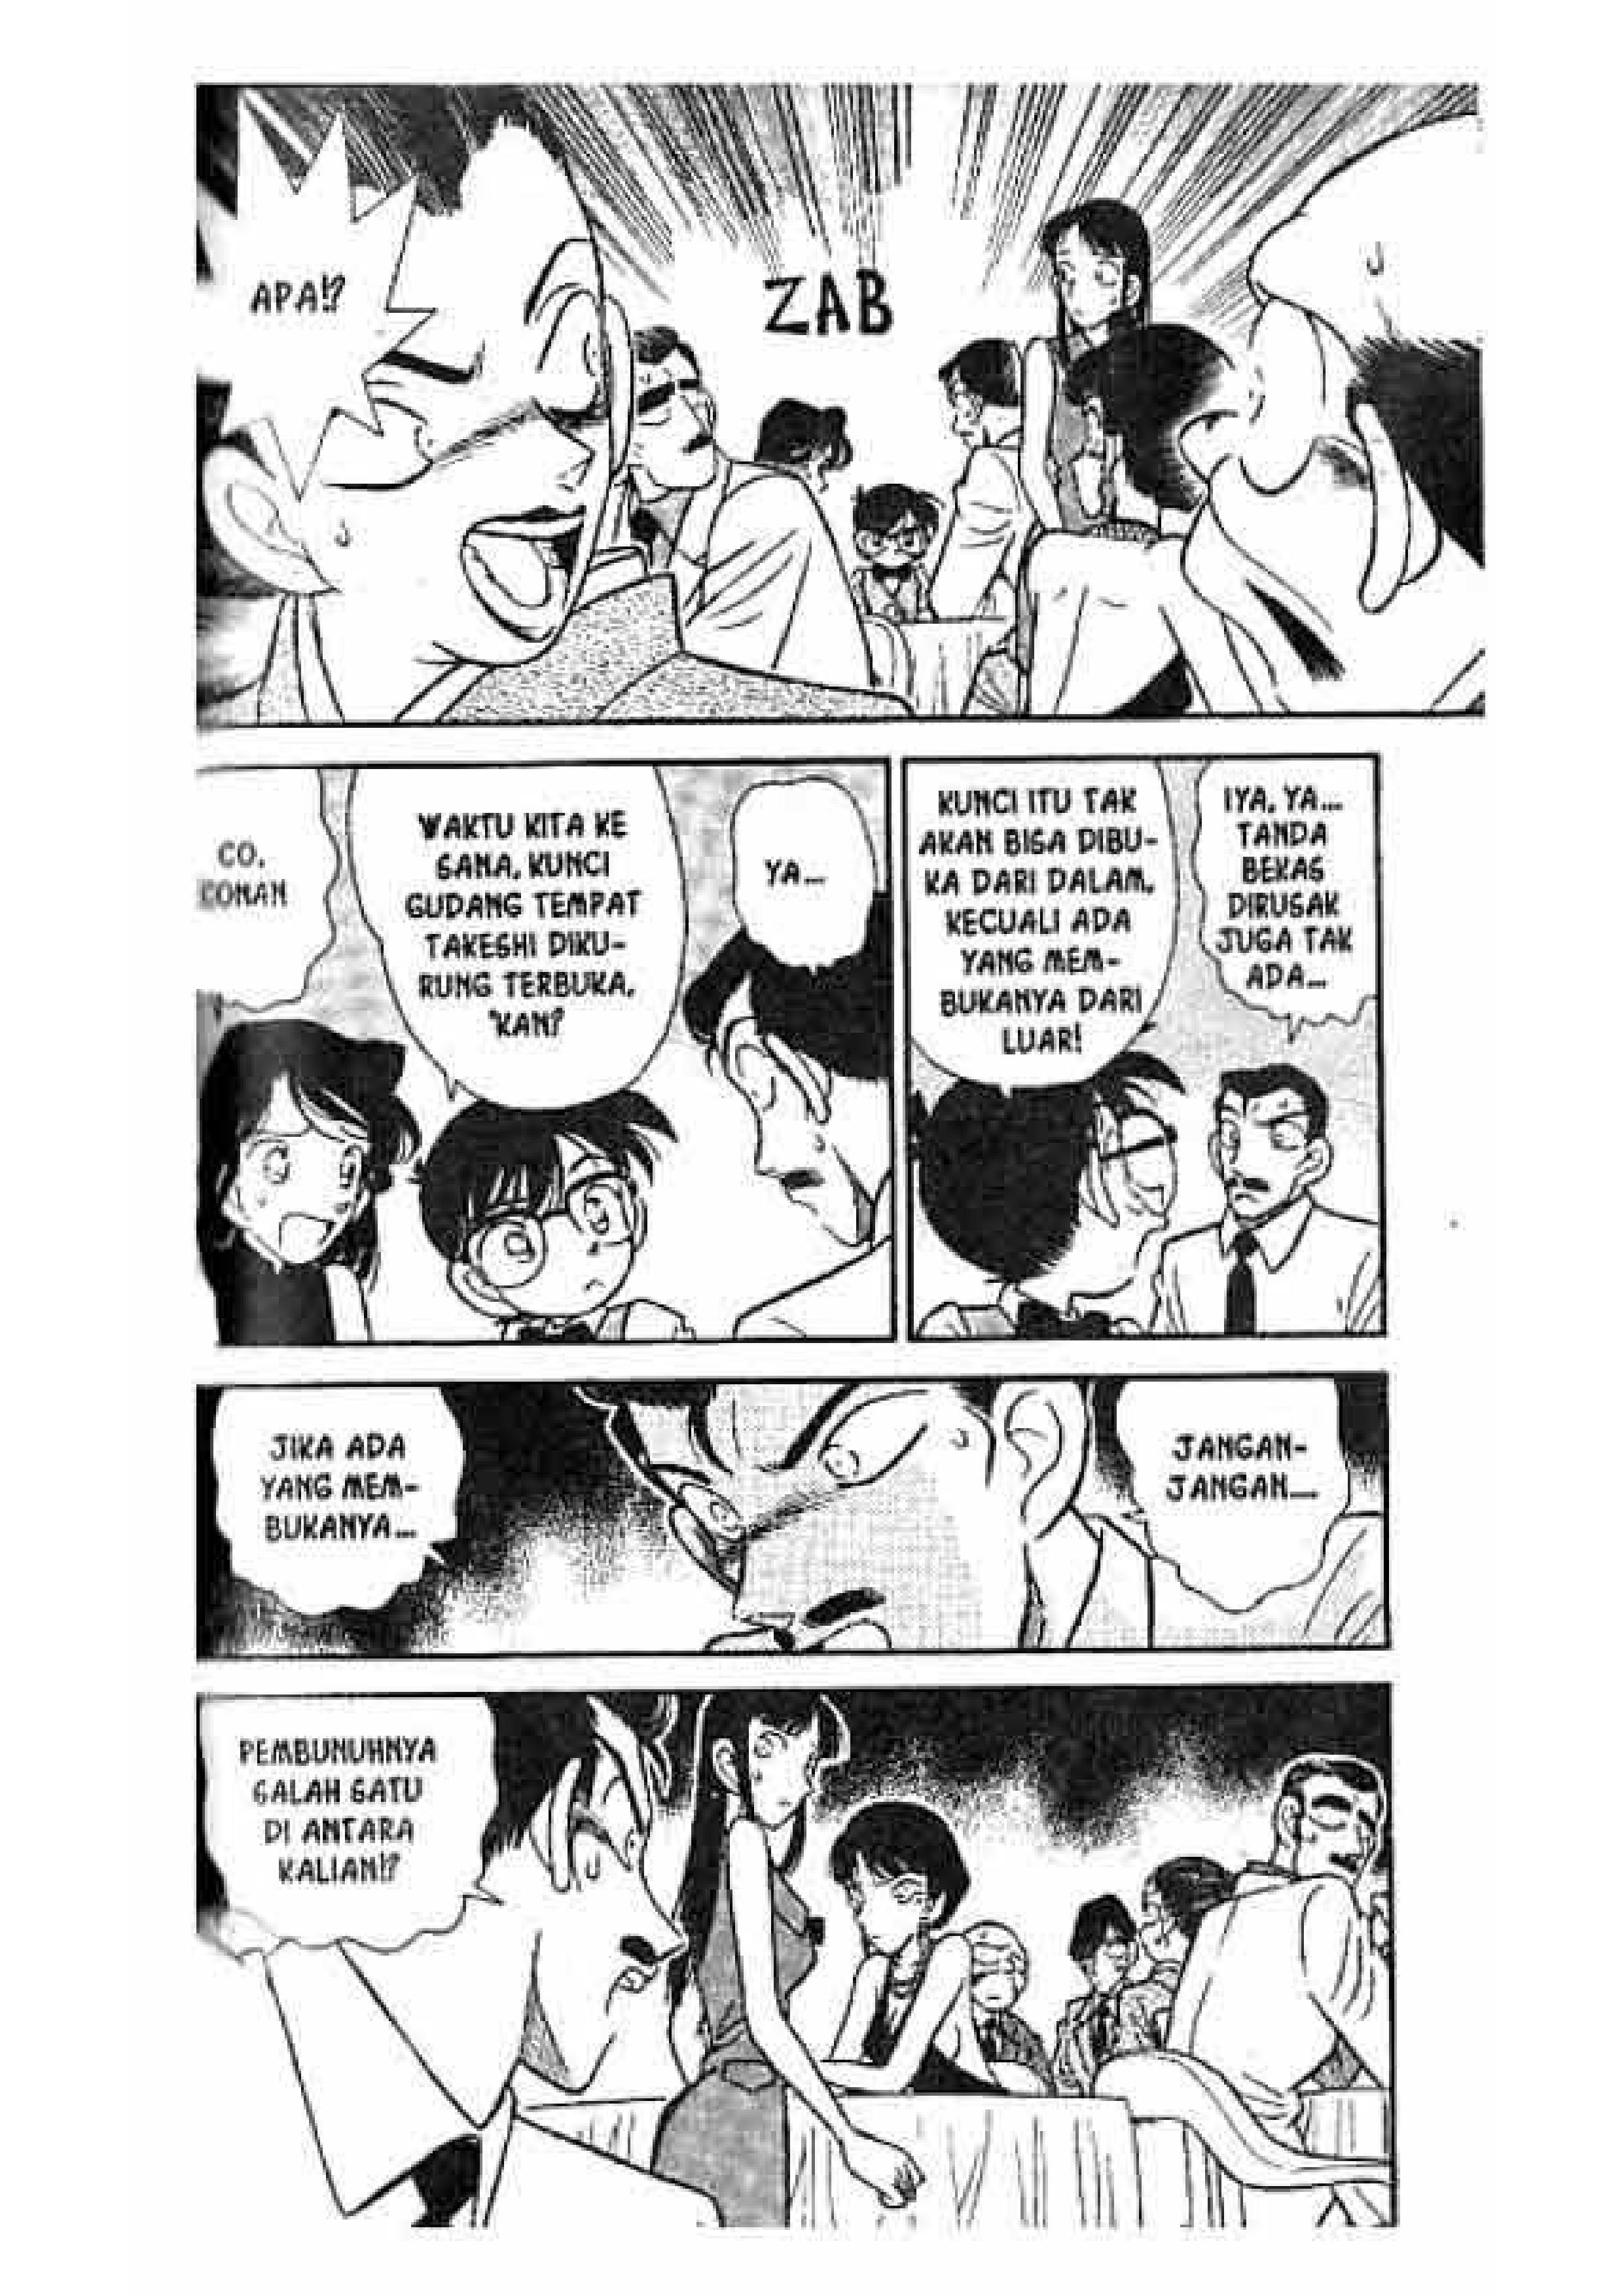 APA!?
ZAB
CO,
CONAN
WAKTU KITA KE
SANA, KUNCI
GUDANG TEMPAT
TAKESHI DIKU-
RUNG TERBUKA,
'KAN?
YA...
KUNCI ITU TAK
AKAN BISA DIBU-
KA DARI DALAM,
KECUALI ADA
YANG MEM-
BUKANYA DARI
LUAR!
IYA, YA...
TANDA
BEKAS
DIRUSAK
JUGA TAK
ADA...
JIKA ADA
YANG MEM-
BUKANYA...
JANGAN-
JANGAN...
PEMBUNUHNYA
SALAH SATU
DI ANTARA
KALIAN!?